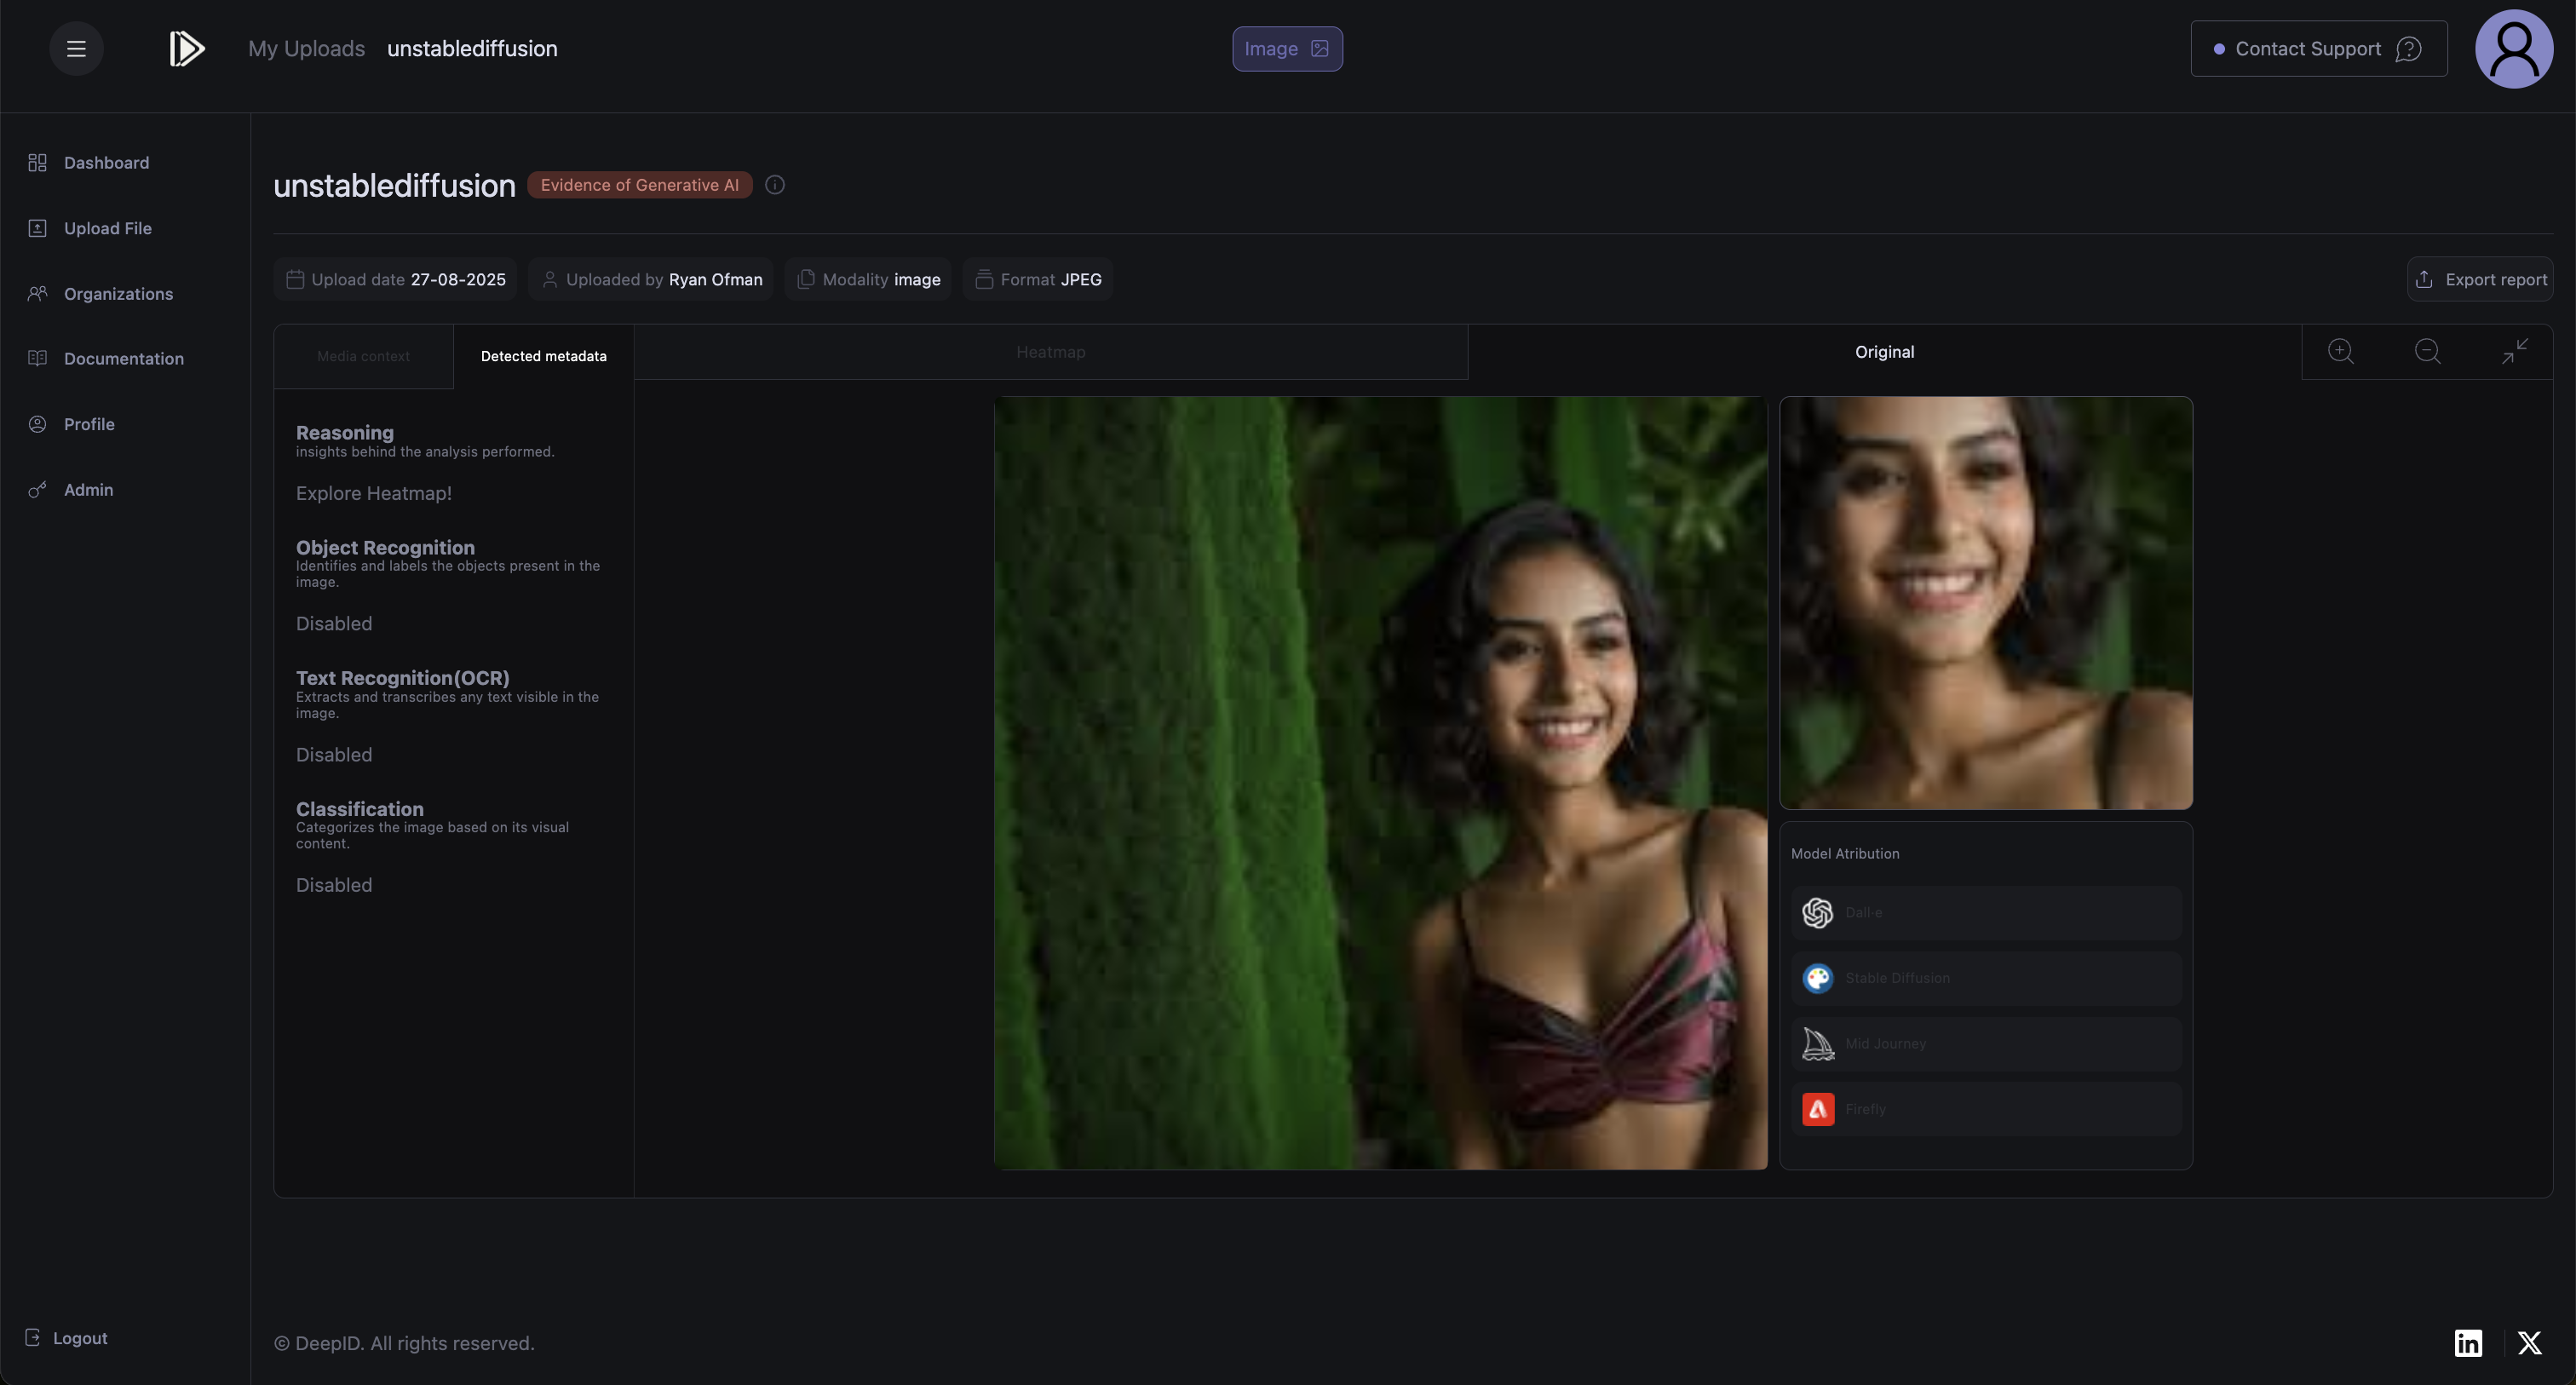 My Uploads unstablediffusion
Image
Contact Support
Dashboard
Upload File
Organizations
Documentation
Profile
Admin
Logout
unstablediffusion Evidence of Generative AI
Upload date 27-08-2025 Uploaded by Ryan Ofman Modality image Format JPEG
Export report
Media context Detected metadata
Heatmap Original
Reasoning
insights behind the analysis performed.
Explore Heatmap!
Object Recognition
Identifies and labels the objects present in the
image.
Disabled
Text Recognition(OCR)
Extracts and transcribes any text visible in the
image.
Disabled
Classification
Categorizes the image based on its visual
content.
Disabled
Model Atribution
Dall·e
Stable Diffusion
Mid Journey
Firefly
© DeepID. All rights reserved.